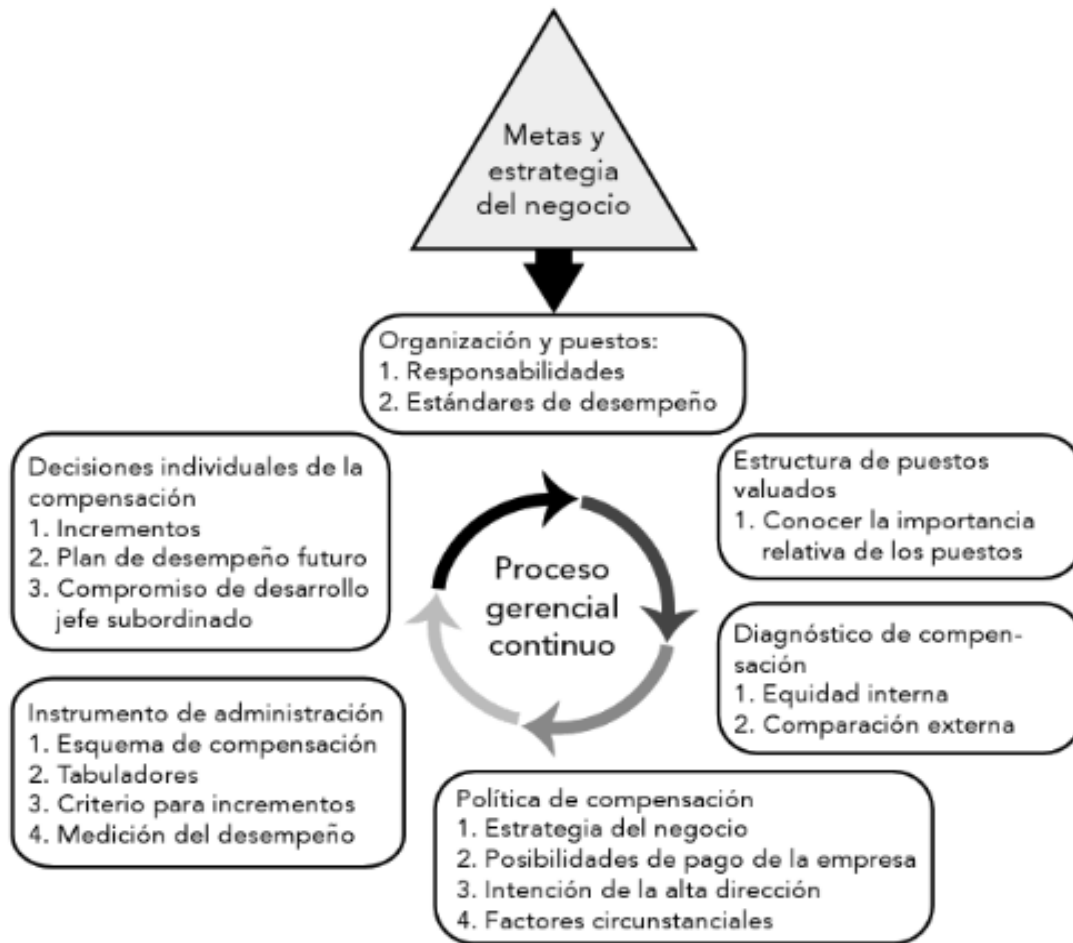 Metas y
estrategia
del negocio
Organización y puestos:
1. Responsabilidades
2. Estándares de desempeño
Estructura de puestos
valuados
1. Conocer la importancia
relativa de los puestos
Diagnóstico de compen-
sación
1. Equidad interna
2. Comparación externa
Política de compensación
1. Estrategia del negocio
2. Posibilidades de pago de la empresa
3. Intención de la alta dirección
4. Factores circunstanciales
Instrumento de administración
1. Esquema de compensación
2. Tabuladores
3. Criterio para incrementos
4. Medición del desempeño
Decisiones individuales de la
compensación
1. Incrementos
2. Plan de desempeño futuro
3. Compromiso de desarrollo
jefe subordinado
Proceso
gerencial
continuo